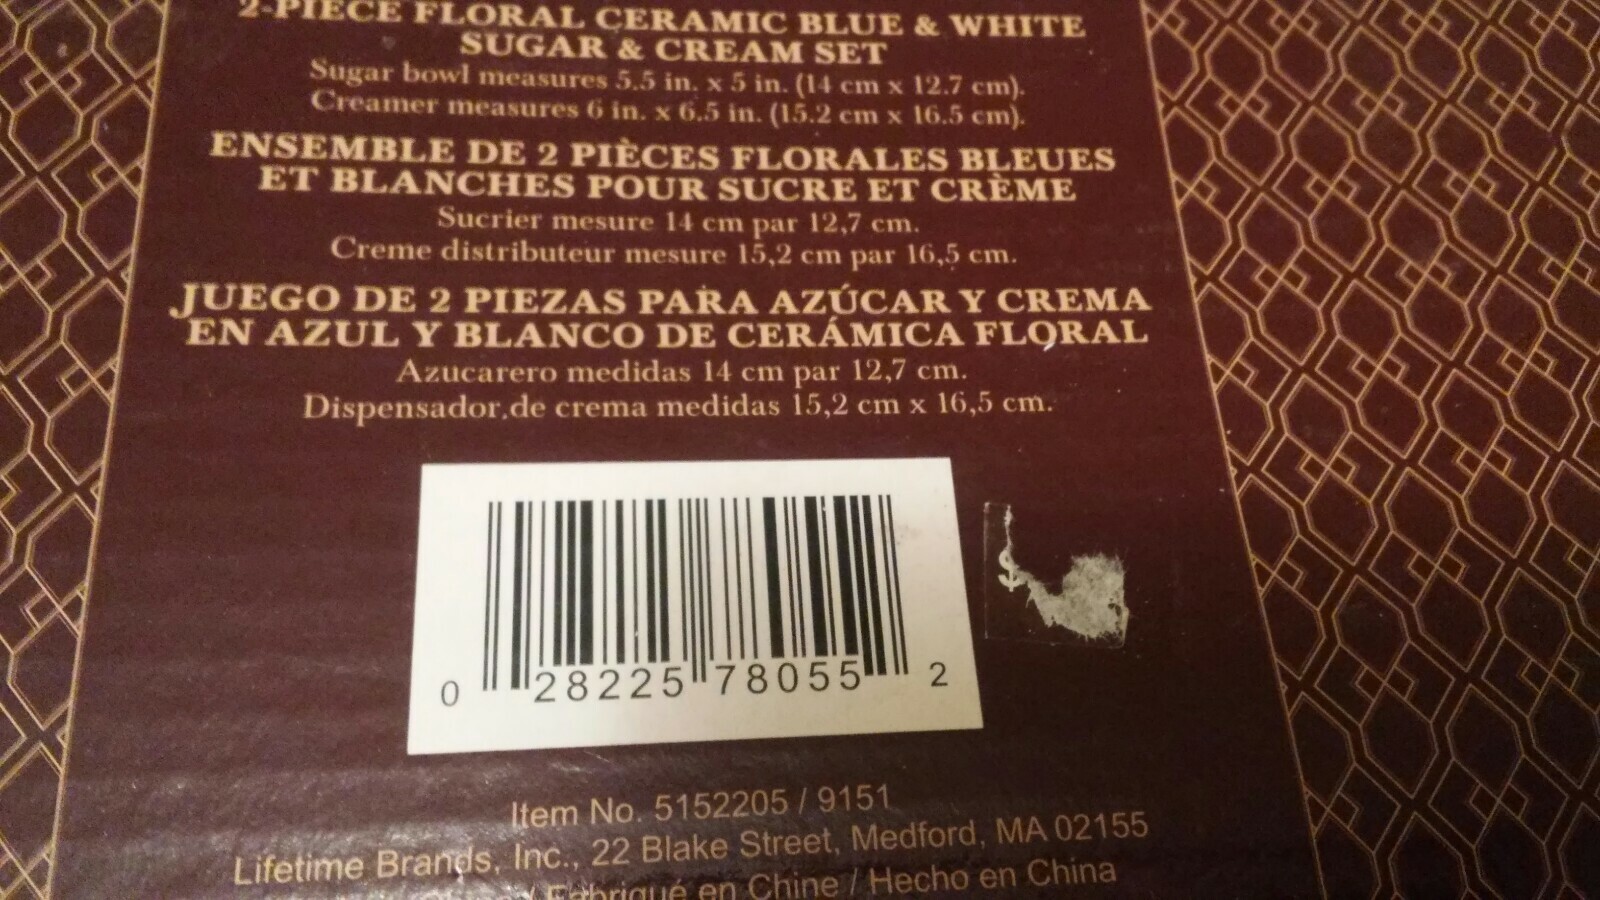 2-PIECE FLORAL CERAMIC BLUE & WHITE
SUGAR & CREAM SET
Sugar bowl measures 5.5 in. x 5 in. (14 cm x 12.7 cm).
Creamer measures 6 in. x 6.5 in. (15.2 cm x 16.5 cm).
ENSEMBLE DE 2 PIÈCES FLORALES BLEUES
ET BLANCHES POUR SUCRE ET CRÈME
Sucrier mesure 14 cm par 12,7 cm.
Creme distributeur mesure 15,2 cm par 16,5 cm.
JUEGO DE 2 PIEZAS PARA AZÚCAR Y CREMA
EN AZUL Y BLANCO DE CERÁMICA FLORAL
Azucarero medidas 14 cm par 12,7 cm.
Dispensador de crema medidas 15,2 cm x 16,5 cm.
$
0 28225 78055 2
Item No. 5152205 / 9151
Lifetime Brands, Inc., 22 Blake Street, Medford, MA 02155
/ Fabriqué en Chine / Hecho en China